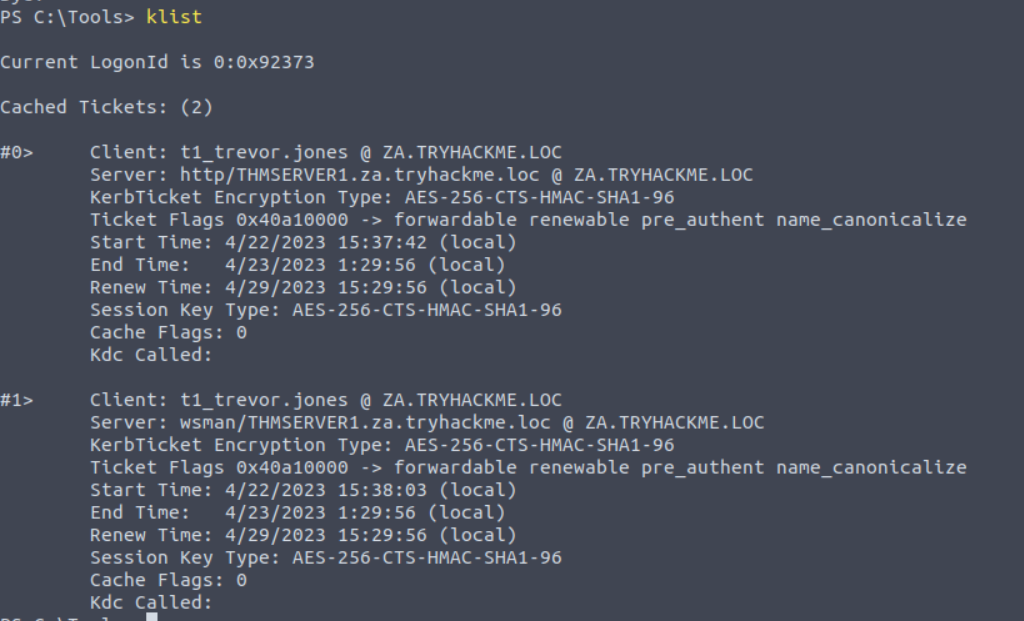 PS C:\Tools> klist
Current LogonId is 0:0x92373
Cached Tickets: (2)
#0> Client: t1_trevor.jones @ ZA.TRYHACKME.LOC
Server: http/THMSERVER1.za.tryhackme.loc @ ZA.TRYHACKME.LOC
KerbTicket Encryption Type: AES-256-CTS-HMAC-SHA1-96
Ticket Flags 0x40a10000 -> forwardable renewable pre_authent name_canonicalize
Start Time: 4/22/2023 15:37:42 (local)
End Time:   4/23/2023 1:29:56 (local)
Renew Time: 4/29/2023 15:29:56 (local)
Session Key Type: AES-256-CTS-HMAC-SHA1-96
Cache Flags: 0
Kdc Called:
#1> Client: t1_trevor.jones @ ZA.TRYHACKME.LOC
Server: wsman/THMSERVER1.za.tryhackme.loc @ ZA.TRYHACKME.LOC
KerbTicket Encryption Type: AES-256-CTS-HMAC-SHA1-96
Ticket Flags 0x40a10000 -> forwardable renewable pre_authent name_canonicalize
Start Time: 4/22/2023 15:38:03 (local)
End Time:   4/23/2023 1:29:56 (local)
Renew Time: 4/29/2023 15:29:56 (local)
Session Key Type: AES-256-CTS-HMAC-SHA1-96
Cache Flags: 0
Kdc Called: